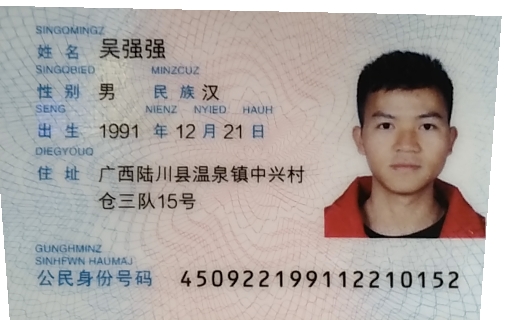 SINGQMINGZ
姓 名 吴强强
SINGQBIED MINZCUZ
性 别 男 民 族 汉
SENG NIENZ NYIED HAUH
出 生 1991 年 12 月 21 日
DIEGYOUQ
住 址 广西陆川县温泉镇中兴村
仓三队15号
GUNGHMINZ
SINHFWN HAUMAJ
公民身份号码 450922199112210152